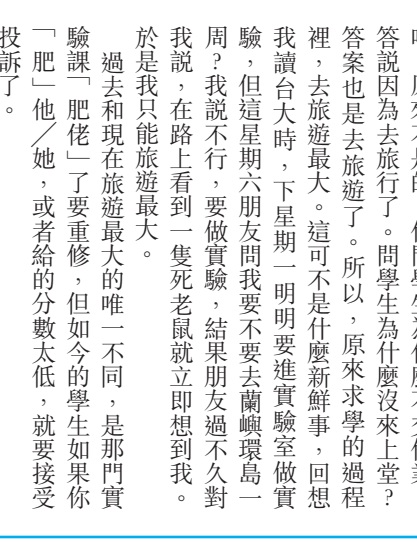 答說因為去旅行了。問學生為什麼沒來上堂？
答案也是去旅遊了。所以，原來求學的過程
裡，去旅遊最大。這可不是什麼新鮮事，回想
我讀台大時，下星期一明明要進實驗室做實
驗，但這星期六朋友問我要不要去蘭嶼環島一
周？我說不行，要做實驗，結果朋友過不久對
我說，在路上看到一隻死老鼠就立即想到我。
於是我只能旅遊最大。
過去和現在旅遊最大的唯一不同，是那門實
驗課「肥佬」了要重修，但如今的學生如果你
「肥」他／她，或者給的分數太低，就要接受
投訴了。